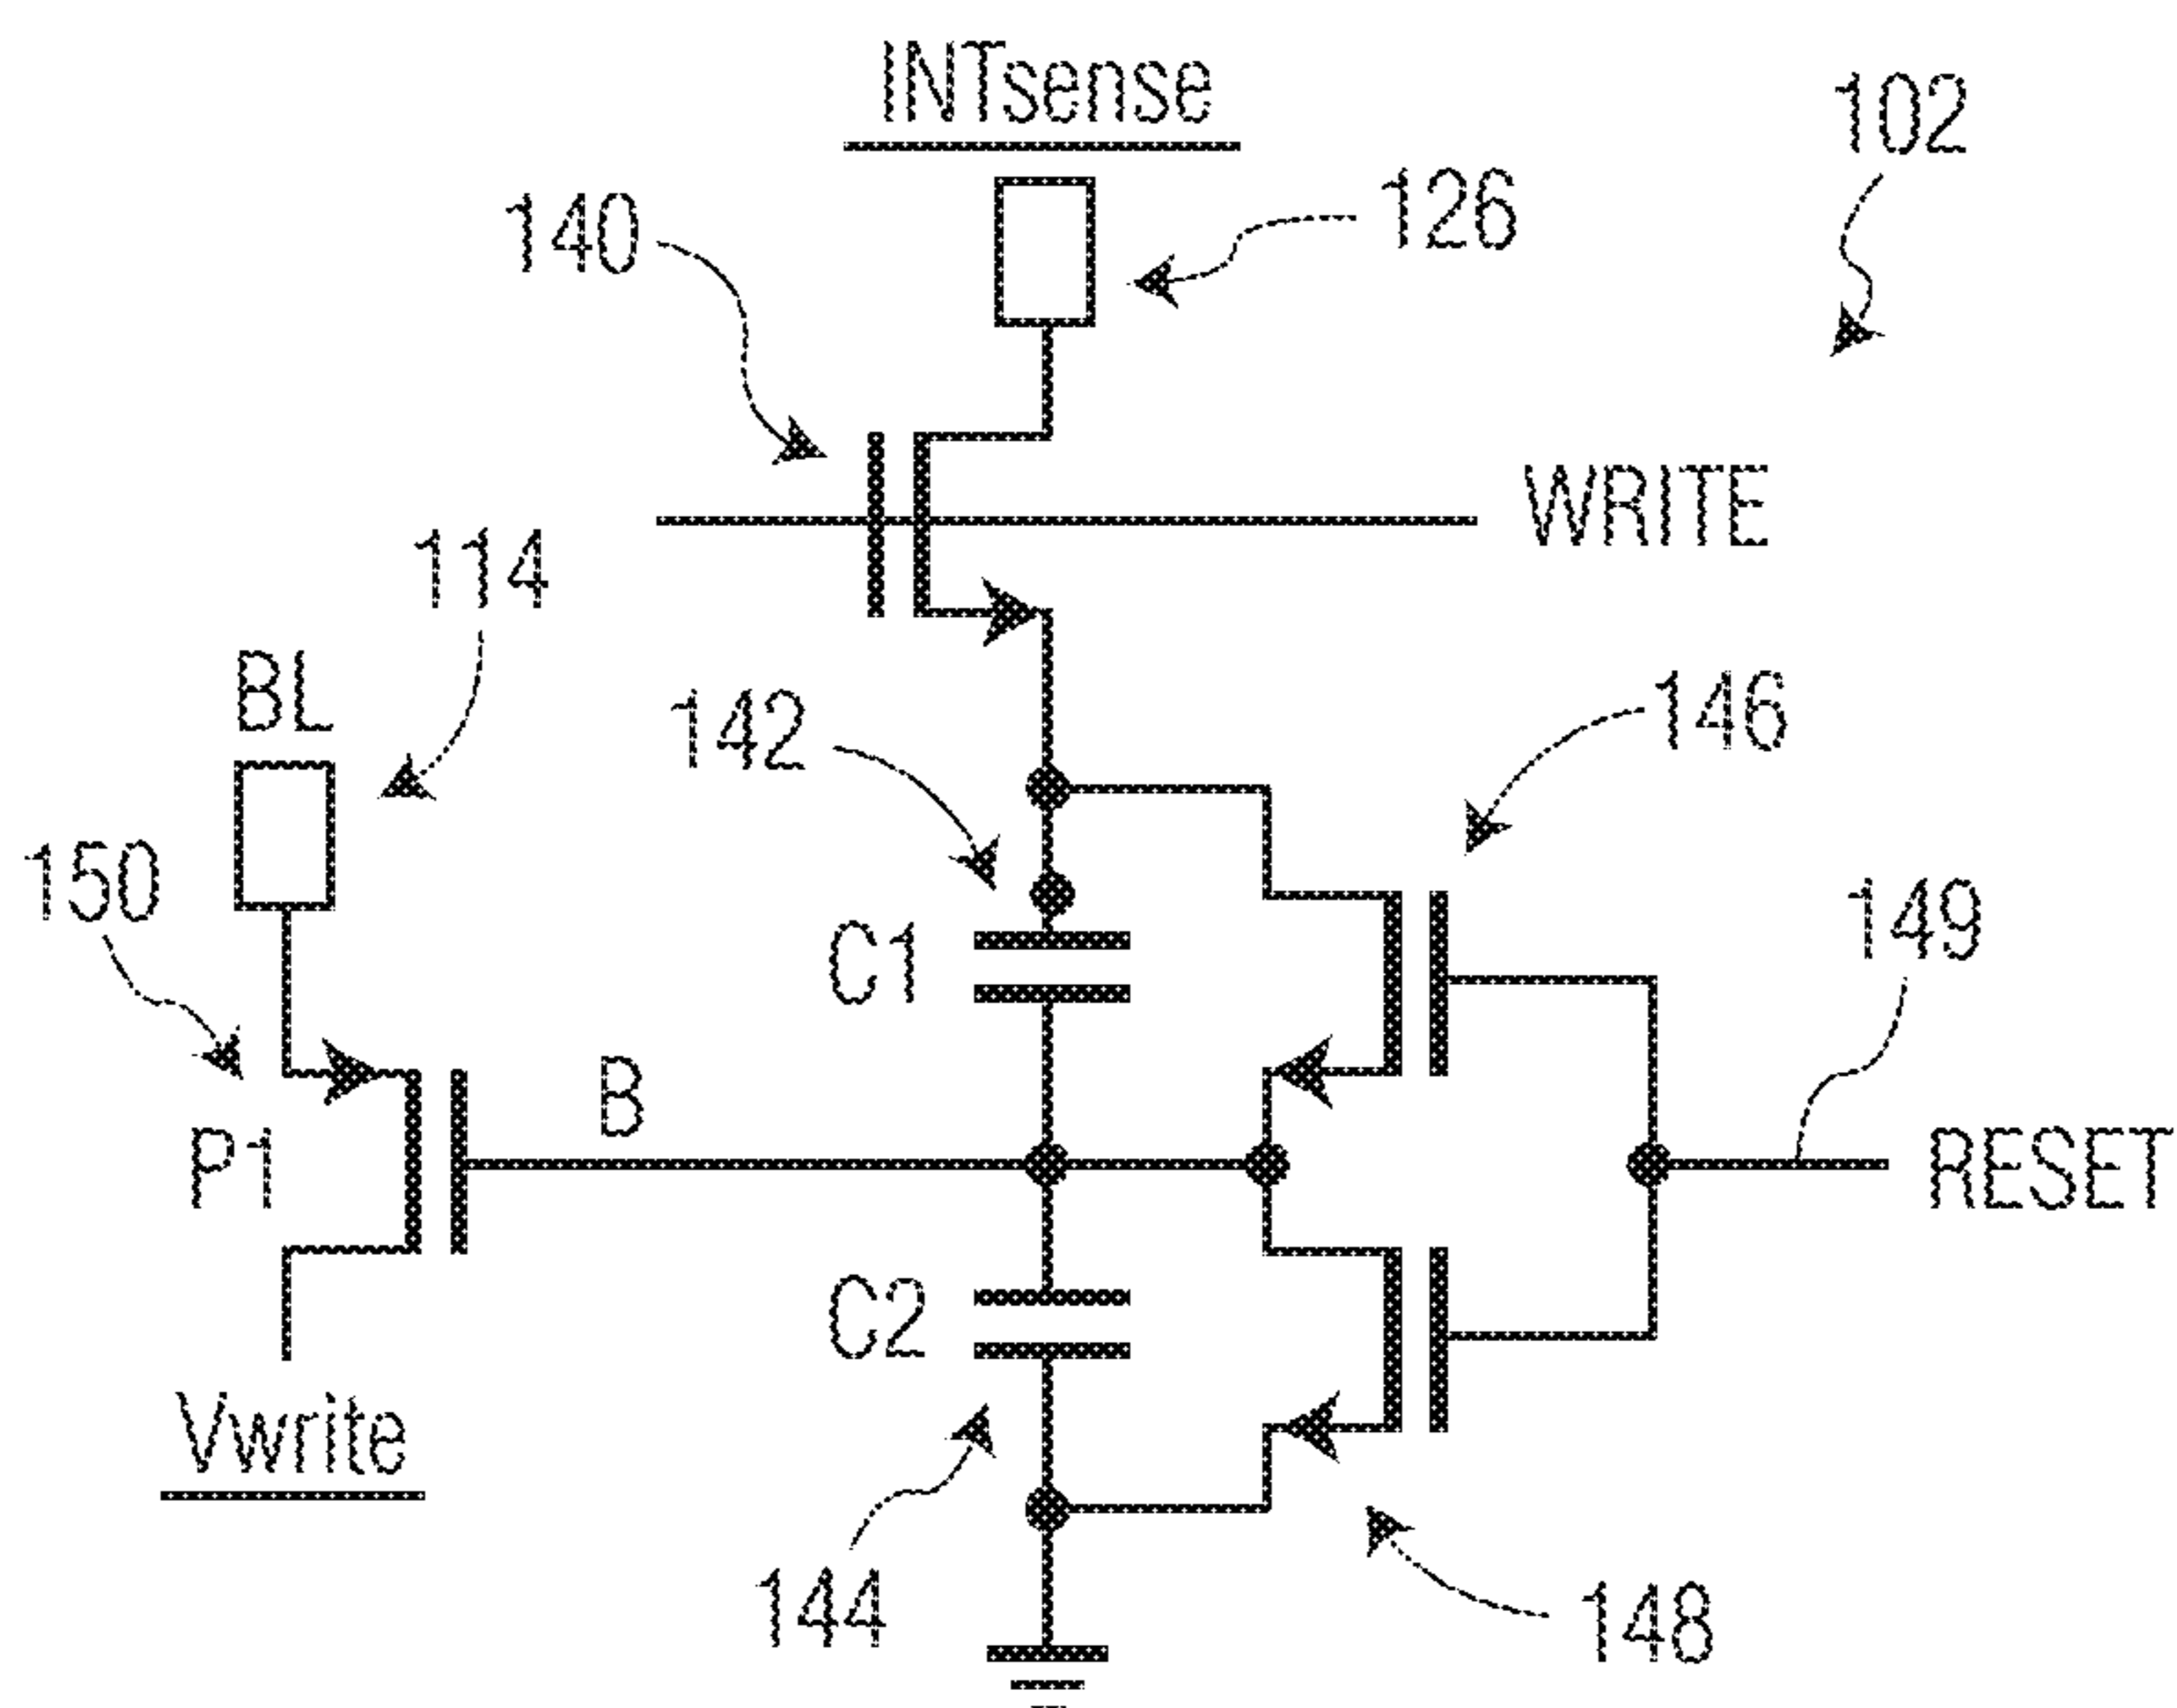 INTsense
102
126
140
WRITE
114
BL
142
146
150
C1
149
B
P1
RESET
C2
Vwrite
144
148